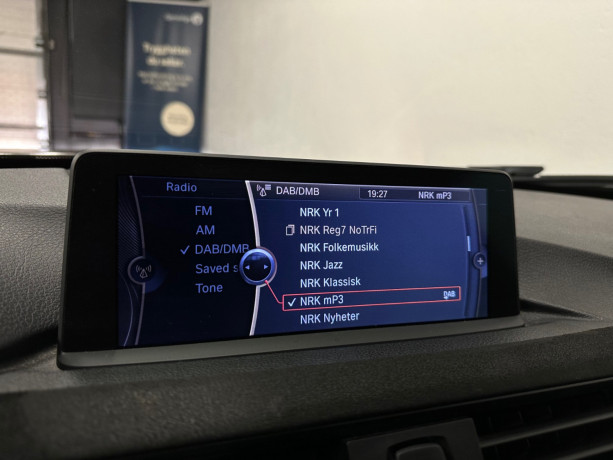 Radio
FM
AM
DAB/DMB
Saved s
Tone
DAB/DMB 19:27 NRK mP3
NRK Yr 1
NRK Reg7 NoTrFi
NRK Folkemusikk
NRK Jazz
NRK Klassisk
NRK mP3 DAB
NRK Nyheter